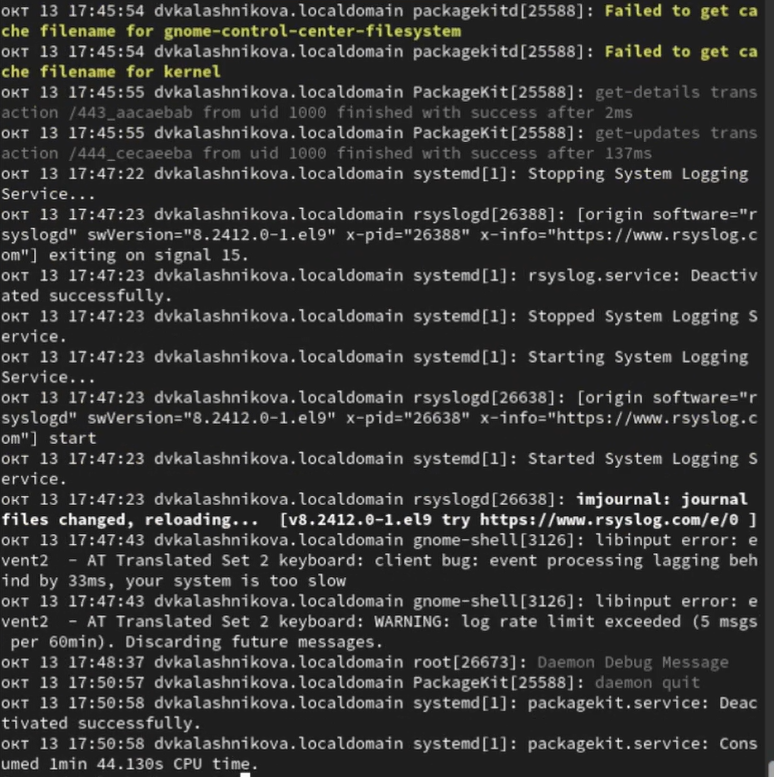 окт 13 17:45:54 dvkalashnikova.localdomain packagekitd[25588]: Failed to get ca
che filename for gnome-control-center-filesystem
окт 13 17:45:54 dvkalashnikova.localdomain packagekitd[25588]: Failed to get ca
che filename for kernel
окт 13 17:45:55 dvkalashnikova.localdomain PackageKit[25588]: get-details trans
action /443_aacaebab from uid 1000 finished with success after 2ms
окт 13 17:45:55 dvkalashnikova.localdomain PackageKit[25588]: get-updates trans
action /444_cecaeeba from uid 1000 finished with success after 137ms
окт 13 17:47:22 dvkalashnikova.localdomain systemd[1]: Stopping System Logging
Service...
окт 13 17:47:23 dvkalashnikova.localdomain rsyslogd[26388]: [origin software="r
syslogd" swVersion="8.2412.0-1.el9" x-pid="26388" x-info="https://www.rsyslog.c
om"] exiting on signal 15.
окт 13 17:47:23 dvkalashnikova.localdomain systemd[1]: rsyslog.service: Deactiv
ated successfully.
окт 13 17:47:23 dvkalashnikova.localdomain systemd[1]: Stopped System Logging S
ervice.
окт 13 17:47:23 dvkalashnikova.localdomain systemd[1]: Starting System Logging
Service...
окт 13 17:47:23 dvkalashnikova.localdomain rsyslogd[26638]: [origin software="r
syslogd" swVersion="8.2412.0-1.el9" x-pid="26638" x-info="https://www.rsyslog.c
om"] start
окт 13 17:47:23 dvkalashnikova.localdomain systemd[1]: Started System Logging S
ervice.
окт 13 17:47:23 dvkalashnikova.localdomain rsyslogd[26638]: imjournal: journal
files changed, reloading...  [v8.2412.0-1.el9 try https://www.rsyslog.com/e/0 ]
окт 13 17:47:43 dvkalashnikova.localdomain gnome-shell[3126]: libinput error: e
vent2  - AT Translated Set 2 keyboard: client bug: event processing lagging beh
ind by 33ms, your system is too slow
окт 13 17:47:43 dvkalashnikova.localdomain gnome-shell[3126]: libinput error: e
vent2  - AT Translated Set 2 keyboard: WARNING: log rate limit exceeded (5 msgs
 per 60min). Discarding future messages.
окт 13 17:48:37 dvkalashnikova.localdomain root[26673]: Daemon Debug Message
окт 13 17:50:57 dvkalashnikova.localdomain PackageKit[25588]: daemon quit
окт 13 17:50:58 dvkalashnikova.localdomain systemd[1]: packagekit.service: Deac
tivated successfully.
окт 13 17:50:58 dvkalashnikova.localdomain systemd[1]: packagekit.service: Cons
umed 1min 44.130s CPU time.